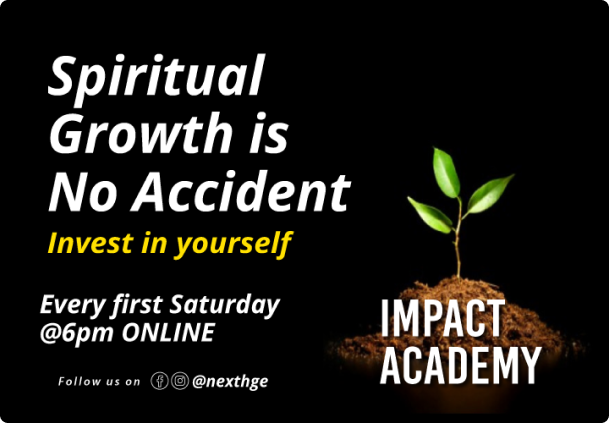 Spiritual
Growth is
No Accident
Invest in yourself
Every first Saturday
@6pm ONLINE
Follow us on @nexthge
IMPACT
ACADEMY